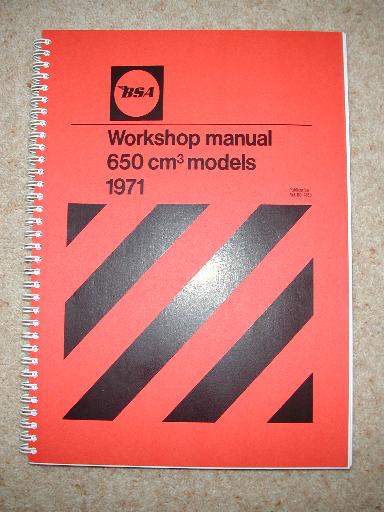 BSA
Workshop manual
650 cm³ models
1971